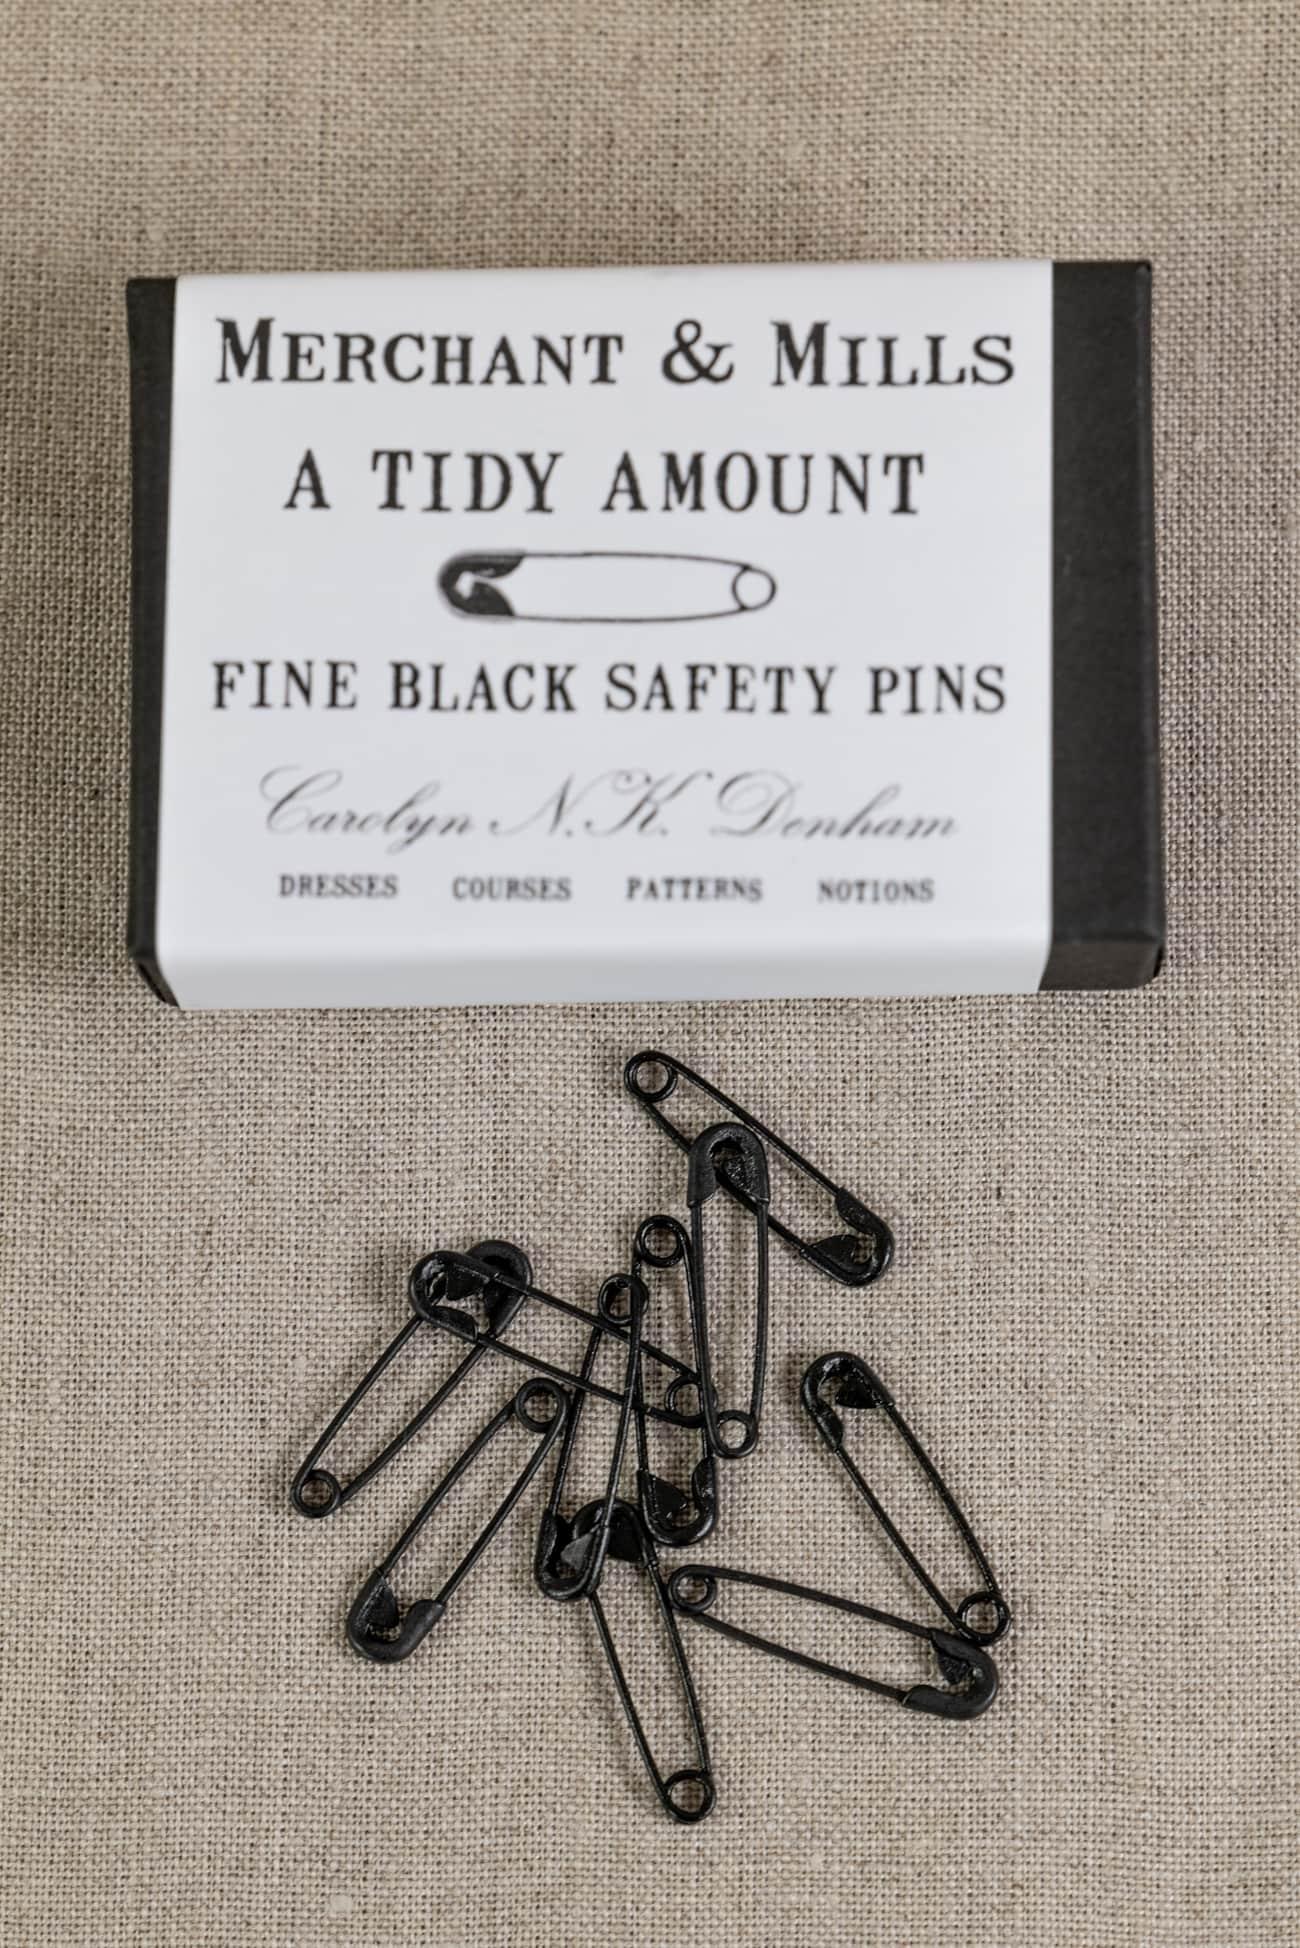 MERCHANT & MILLS
A TIDY AMOUNT
FINE BLACK SAFETY PINS
Carolyn N.K. Denham
DRESSES COURSES PATTERNS NOTIONS